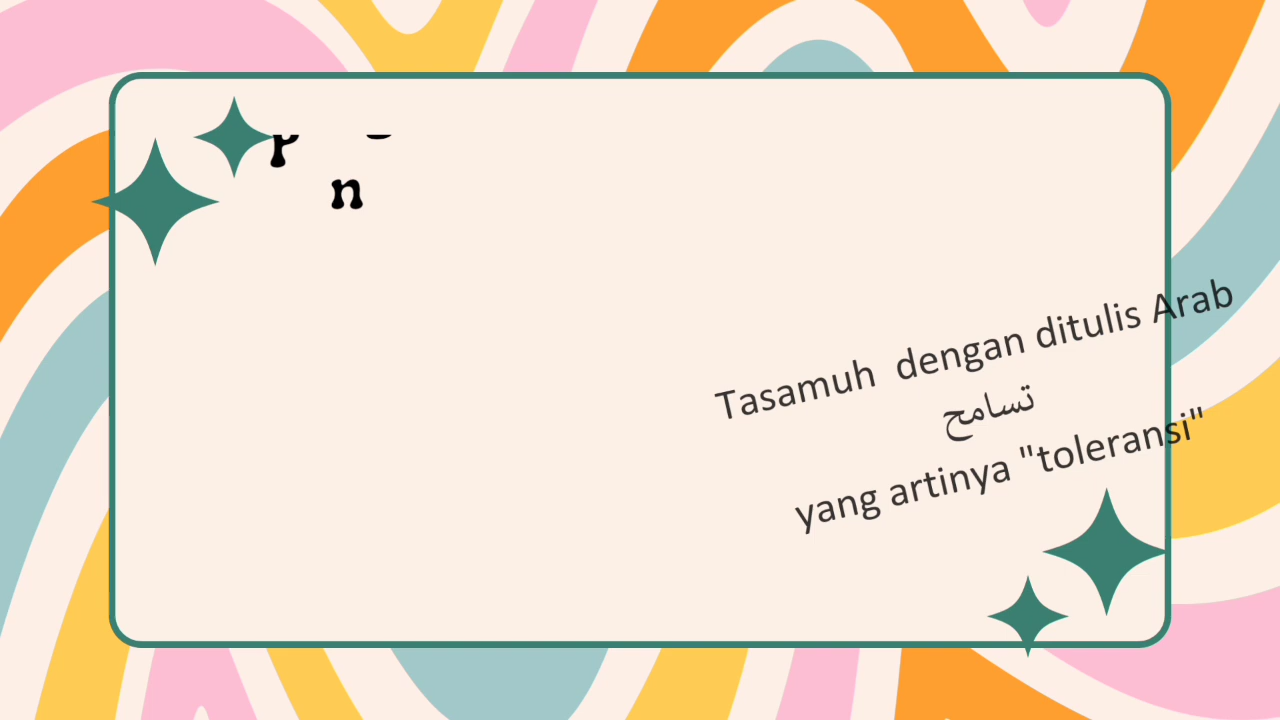 n
Tasamuh dengan ditulis Arab
تسامح
yang artinya "toleransi"